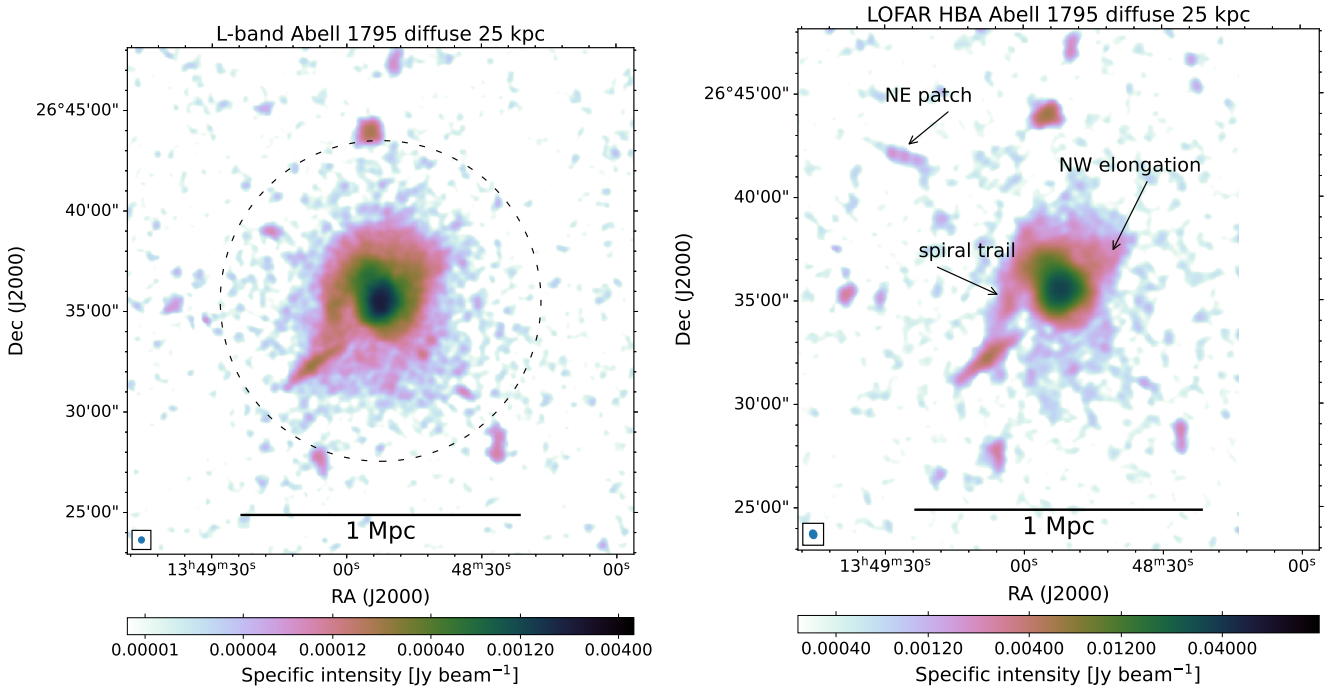 L-band Abell 1795 diffuse 25 kpc
26°45'00"
40'00"
35'00"
30'00"
25'00"
Dec (J2000)
1 Mpc
13ʰ49ᵐ30ˢ
00ˢ
48ᵐ30ˢ
00ˢ
RA (J2000)
0.00001
0.00004
0.00012
0.00040
0.00120
0.00400
Specific intensity [Jy beam⁻¹]
LOFAR HBA Abell 1795 diffuse 25 kpc
26°45'00"
40'00"
35'00"
30'00"
25'00"
Dec (J2000)
NE patch
NW elongation
spiral trail
1 Mpc
13ʰ49ᵐ30ˢ
00ˢ
48ᵐ30ˢ
00ˢ
RA (J2000)
0.00040
0.00120
0.00400
0.01200
0.04000
Specific intensity [Jy beam⁻¹]